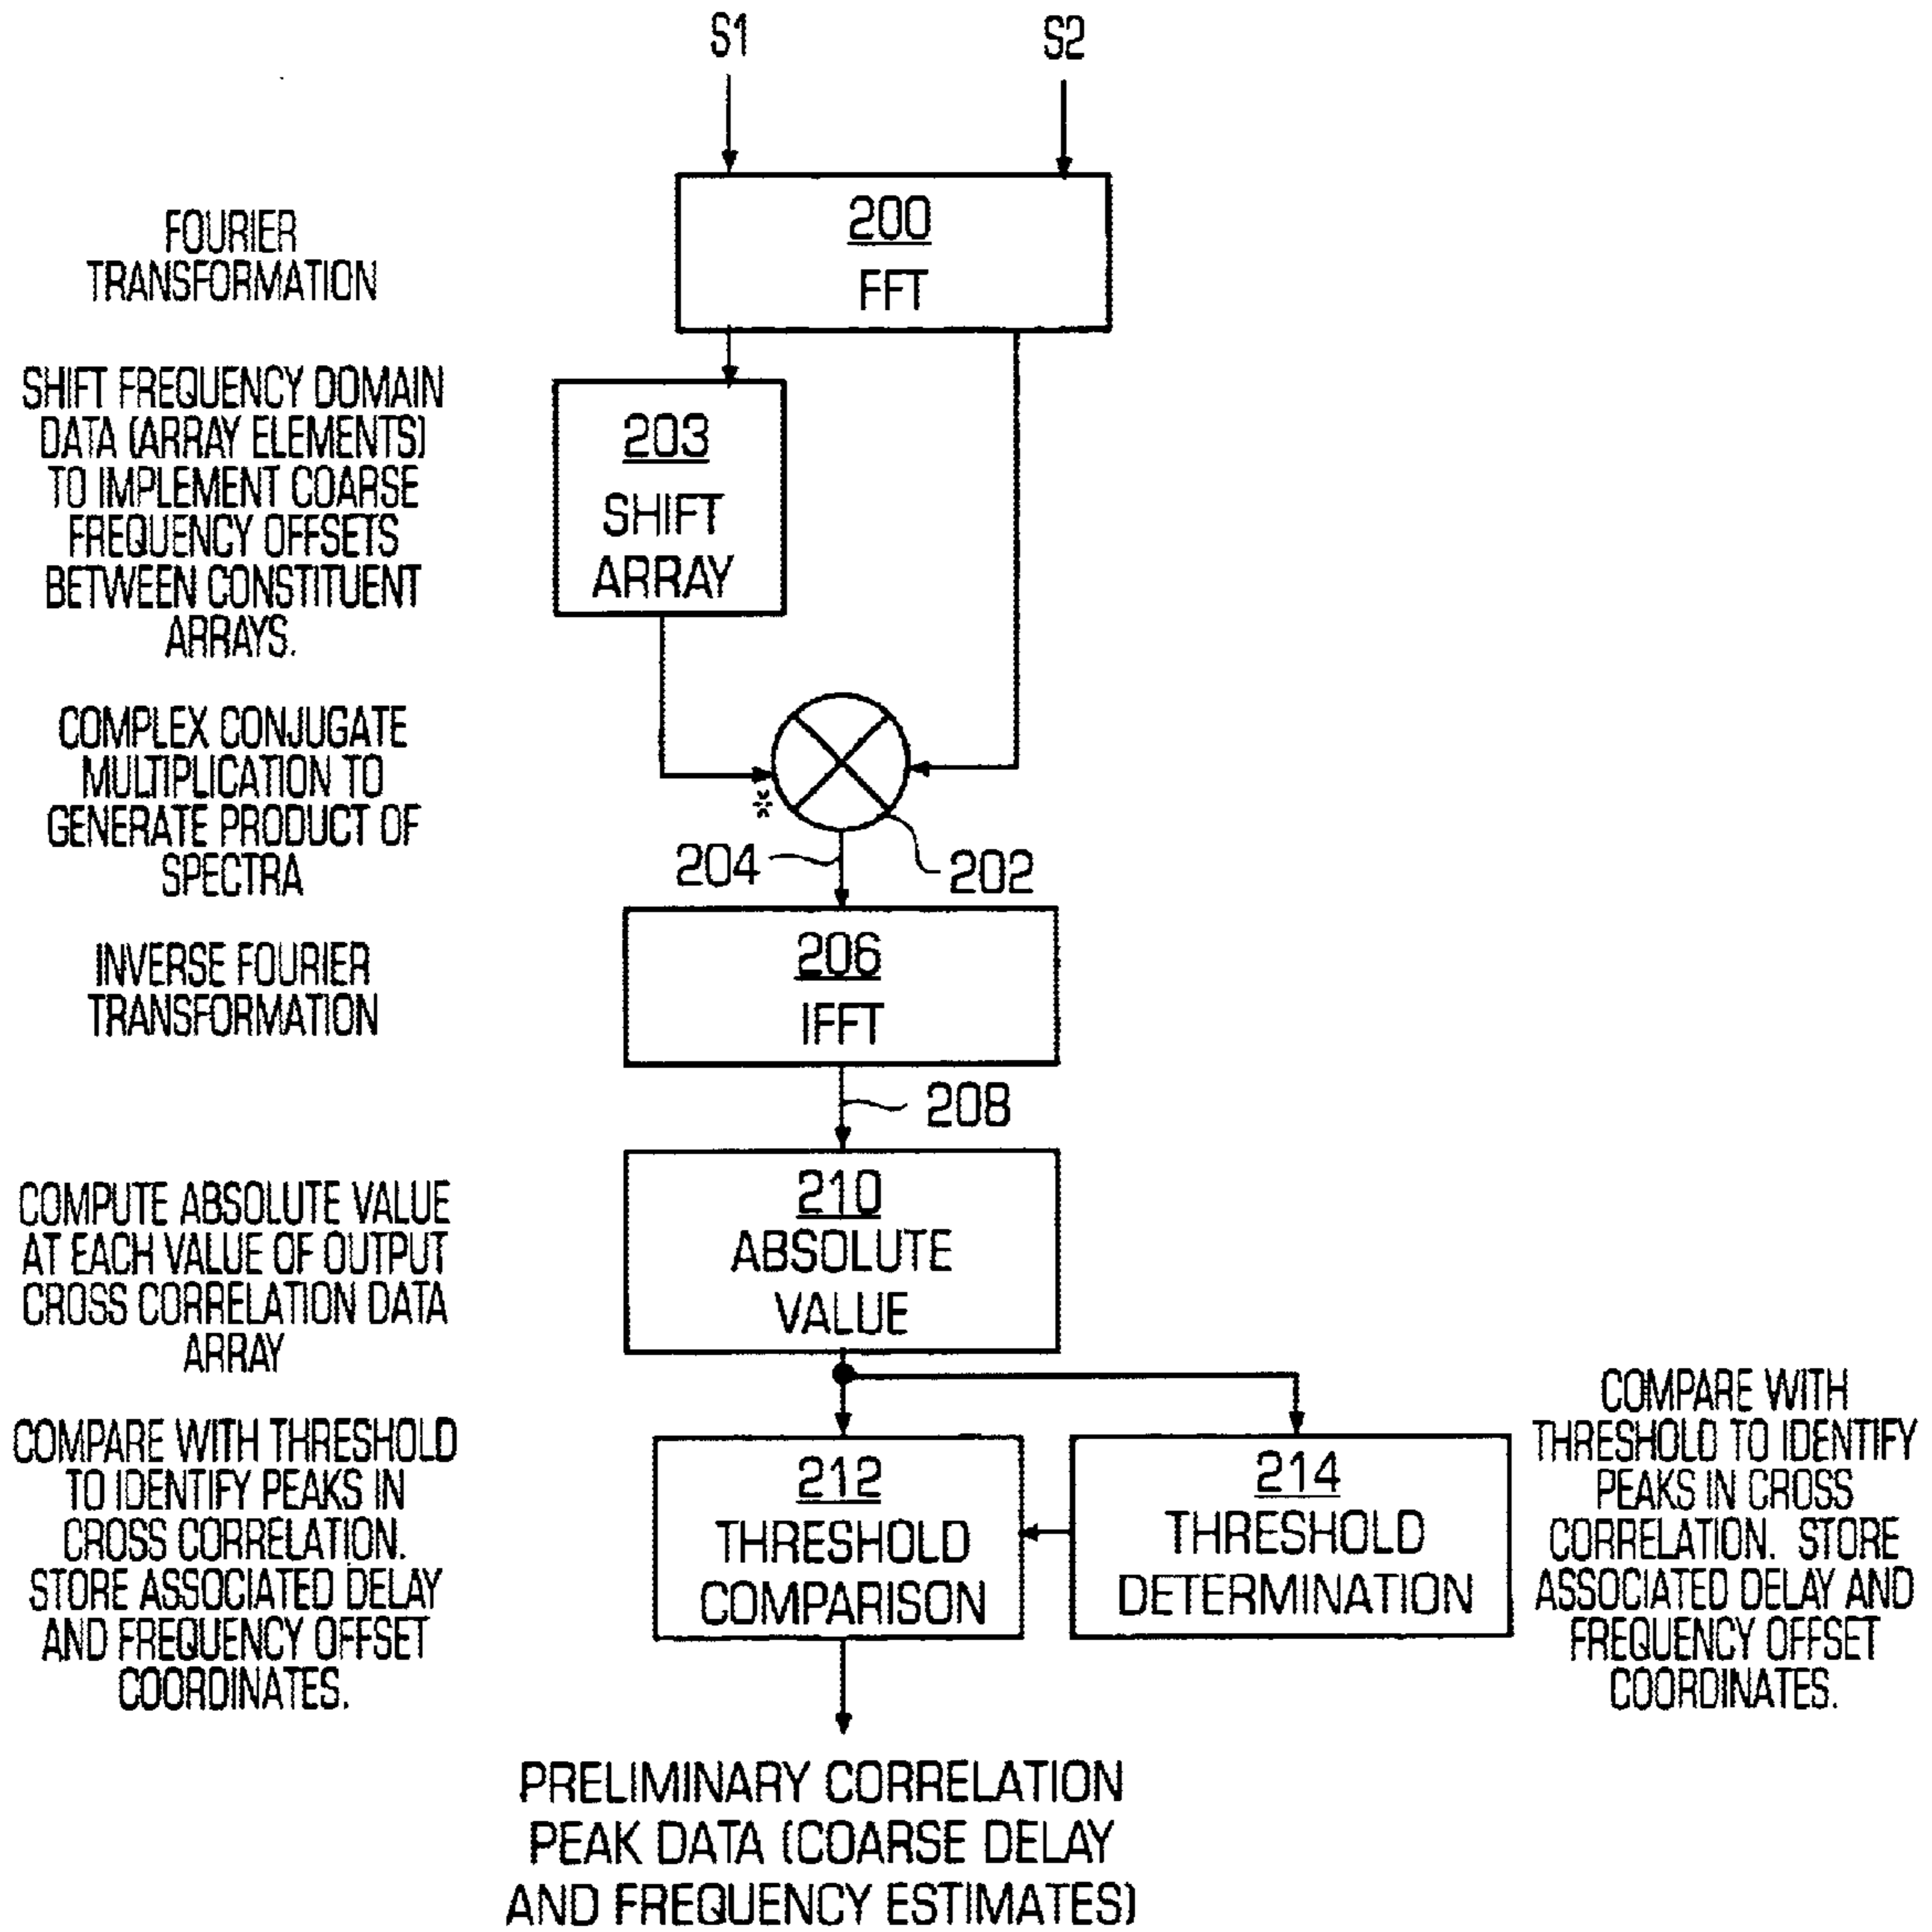 S1
S2
200
FFT
FOURIER
TRANSFORMATION
SHIFT FREQUENCY DOMAIN
DATA (ARRAY ELEMENTS)
TO IMPLEMENT COARSE
FREQUENCY OFFSETS
BETWEEN CONSTITUENT
ARRAYS.
203
SHIFT
ARRAY
COMPLEX CONJUGATE
MULTIPLICATION TO
GENERATE PRODUCT OF
SPECTRA
*
204
202
INVERSE FOURIER
TRANSFORMATION
206
IFFT
208
COMPUTE ABSOLUTE VALUE
AT EACH VALUE OF OUTPUT
CROSS CORRELATION DATA
ARRAY
210
ABSOLUTE
VALUE
COMPARE WITH THRESHOLD
TO IDENTIFY PEAKS IN
CROSS CORRELATION.
STORE ASSOCIATED DELAY
AND FREQUENCY OFFSET
COORDINATES.
212
THRESHOLD
COMPARISON
214
THRESHOLD
DETERMINATION
COMPARE WITH
THRESHOLD TO IDENTIFY
PEAKS IN CROSS
CORRELATION. STORE
ASSOCIATED DELAY AND
FREQUENCY OFFSET
COORDINATES.
PRELIMINARY CORRELATION
PEAK DATA (COARSE DELAY
AND FREQUENCY ESTIMATES)